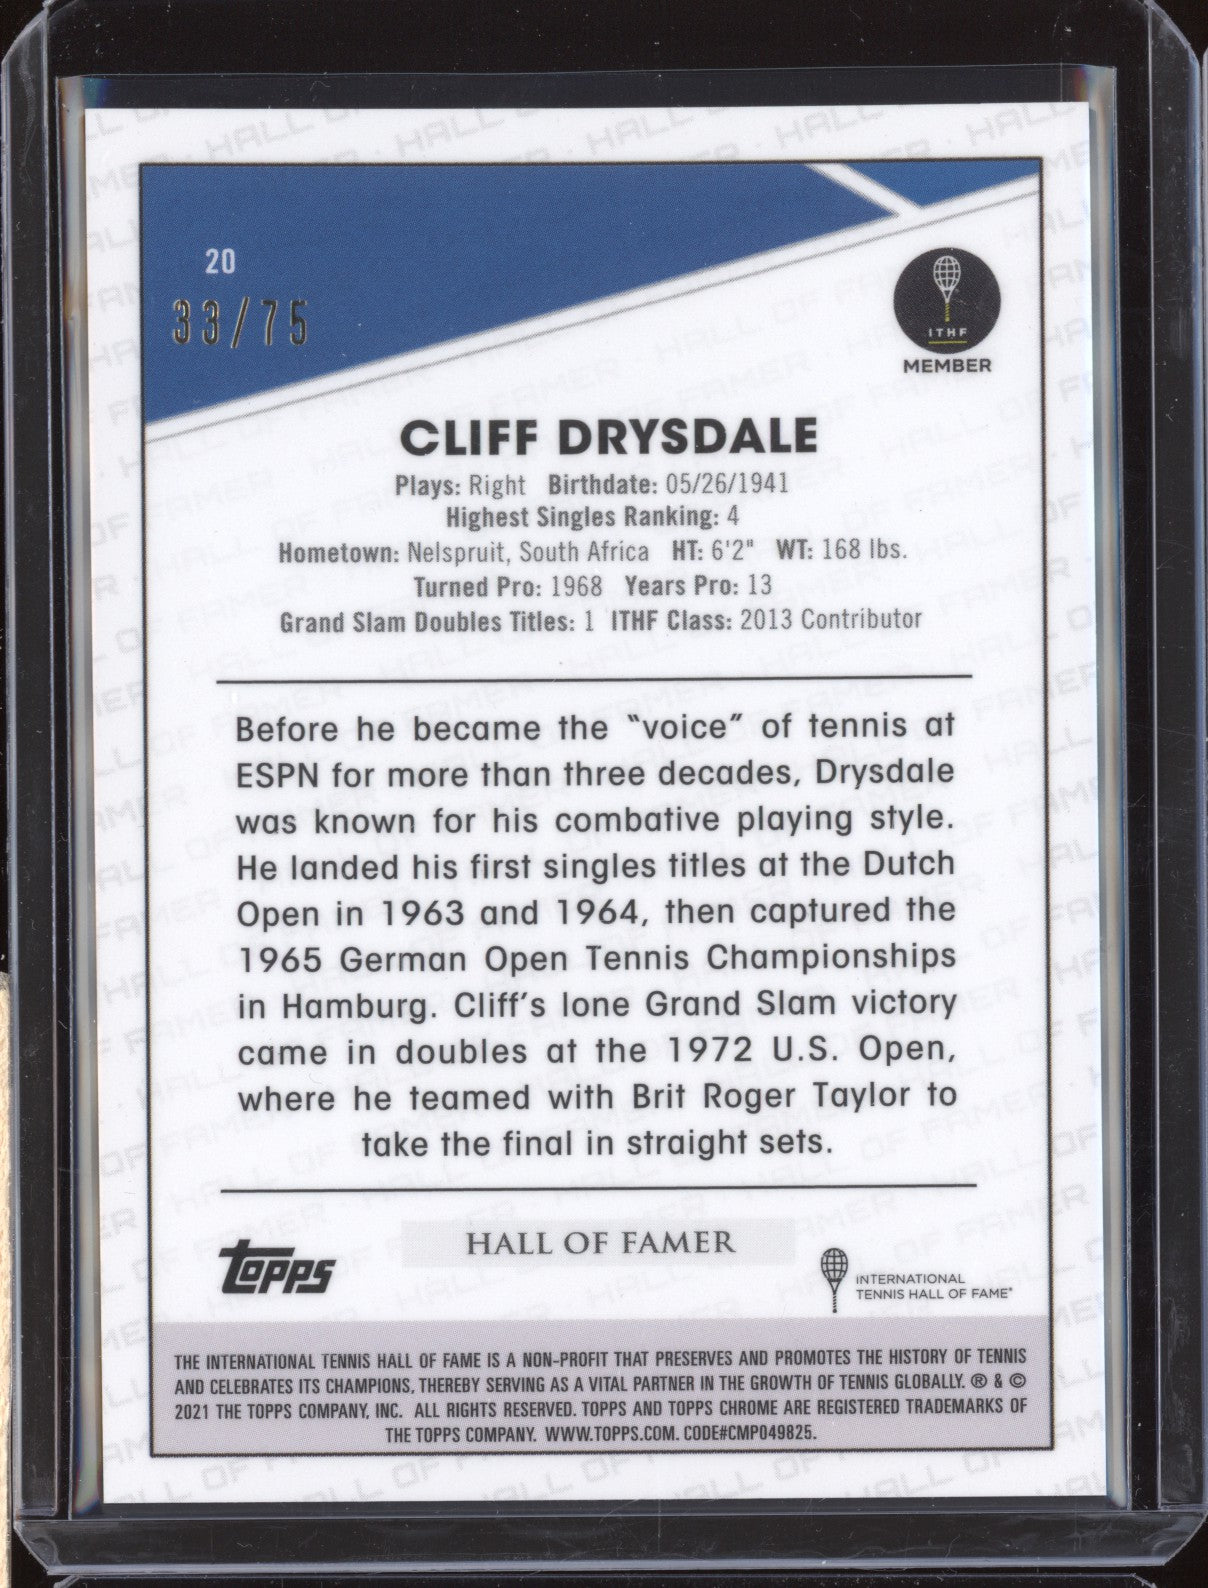 20
33/75
ITHF
MEMBER
CLIFF DRYSDALE
Plays: Right Birthdate: 05/26/1941
Highest Singles Ranking: 4
Hometown: Nelspruit, South Africa HT: 6'2" WT: 168 lbs.
Turned Pro: 1968 Years Pro: 13
Grand Slam Doubles Titles: 1 ITHF Class: 2013 Contributor
Before he became the “voice” of tennis at
ESPN for more than three decades, Drysdale
was known for his combative playing style.
He landed his first singles titles at the Dutch
Open in 1963 and 1964, then captured the
1965 German Open Tennis Championships
in Hamburg. Cliff’s lone Grand Slam victory
came in doubles at the 1972 U.S. Open,
where he teamed with Brit Roger Taylor to
take the final in straight sets.
HALL OF FAMER
Topps
INTERNATIONAL
TENNIS HALL OF FAME®
THE INTERNATIONAL TENNIS HALL OF FAME IS A NON-PROFIT THAT PRESERVES AND PROMOTES THE HISTORY OF TENNIS
AND CELEBRATES ITS CHAMPIONS, THEREBY SERVING AS A VITAL PARTNER IN THE GROWTH OF TENNIS GLOBALLY. ® & ©
2021 THE TOPPS COMPANY, INC. ALL RIGHTS RESERVED. TOPPS AND TOPPS CHROME ARE REGISTERED TRADEMARKS OF
THE TOPPS COMPANY. WWW.TOPPS.COM. CODE#CMP049825.